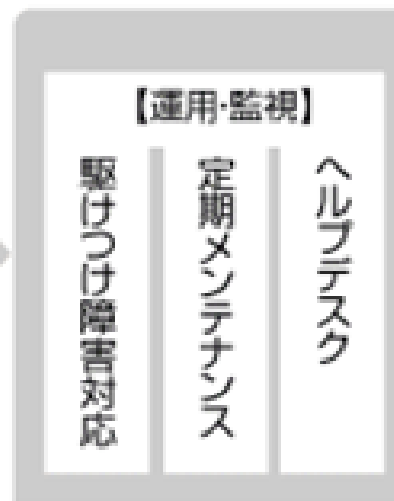 【運用・監視】
ヘルプデスク
定期メンテナンス
駆けつけ障害対応